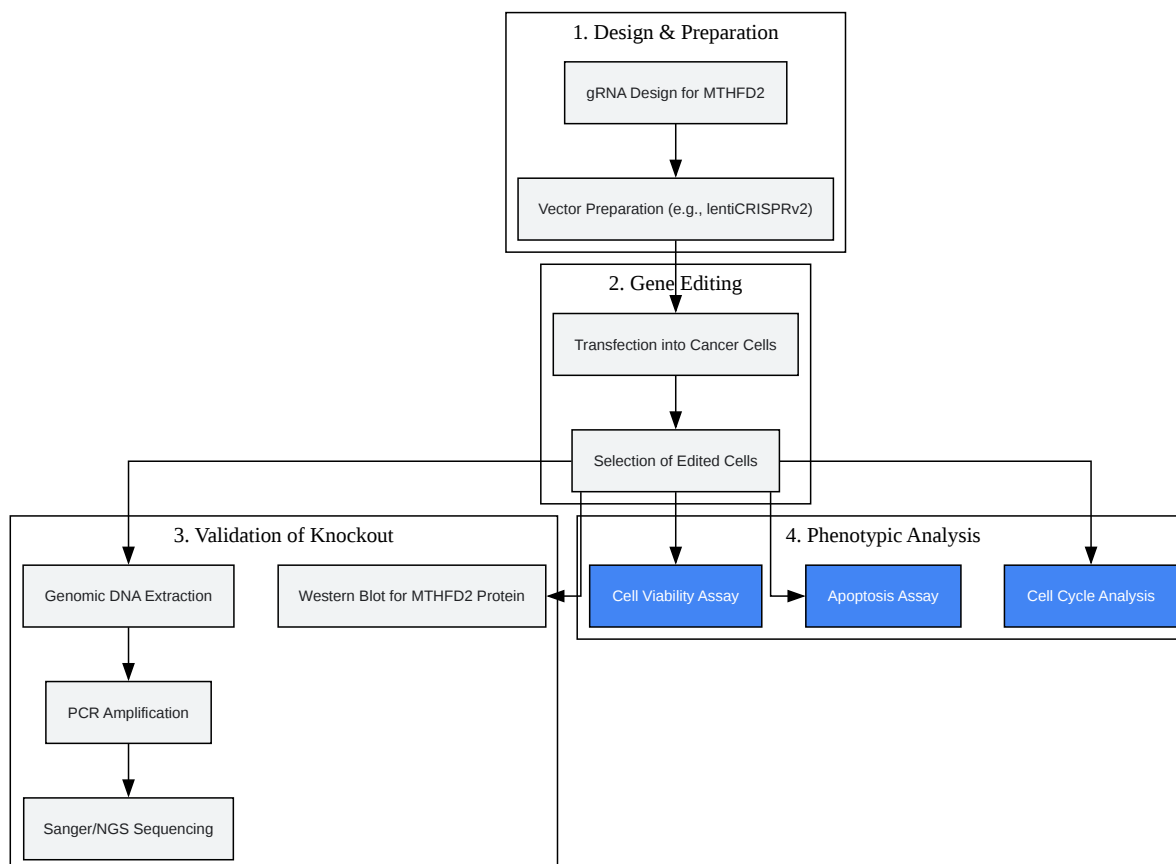 1. Design & Preparation
gRNA Design for MTHFD2
Vector Preparation (e.g., lentiCRISPRv2)
2. Gene Editing
Transfection into Cancer Cells
Selection of Edited Cells
3. Validation of Knockout
Genomic DNA Extraction
Western Blot for MTHFD2 Protein
PCR Amplification
Sanger/NGS Sequencing
4. Phenotypic Analysis
Cell Viability Assay
Apoptosis Assay
Cell Cycle Analysis